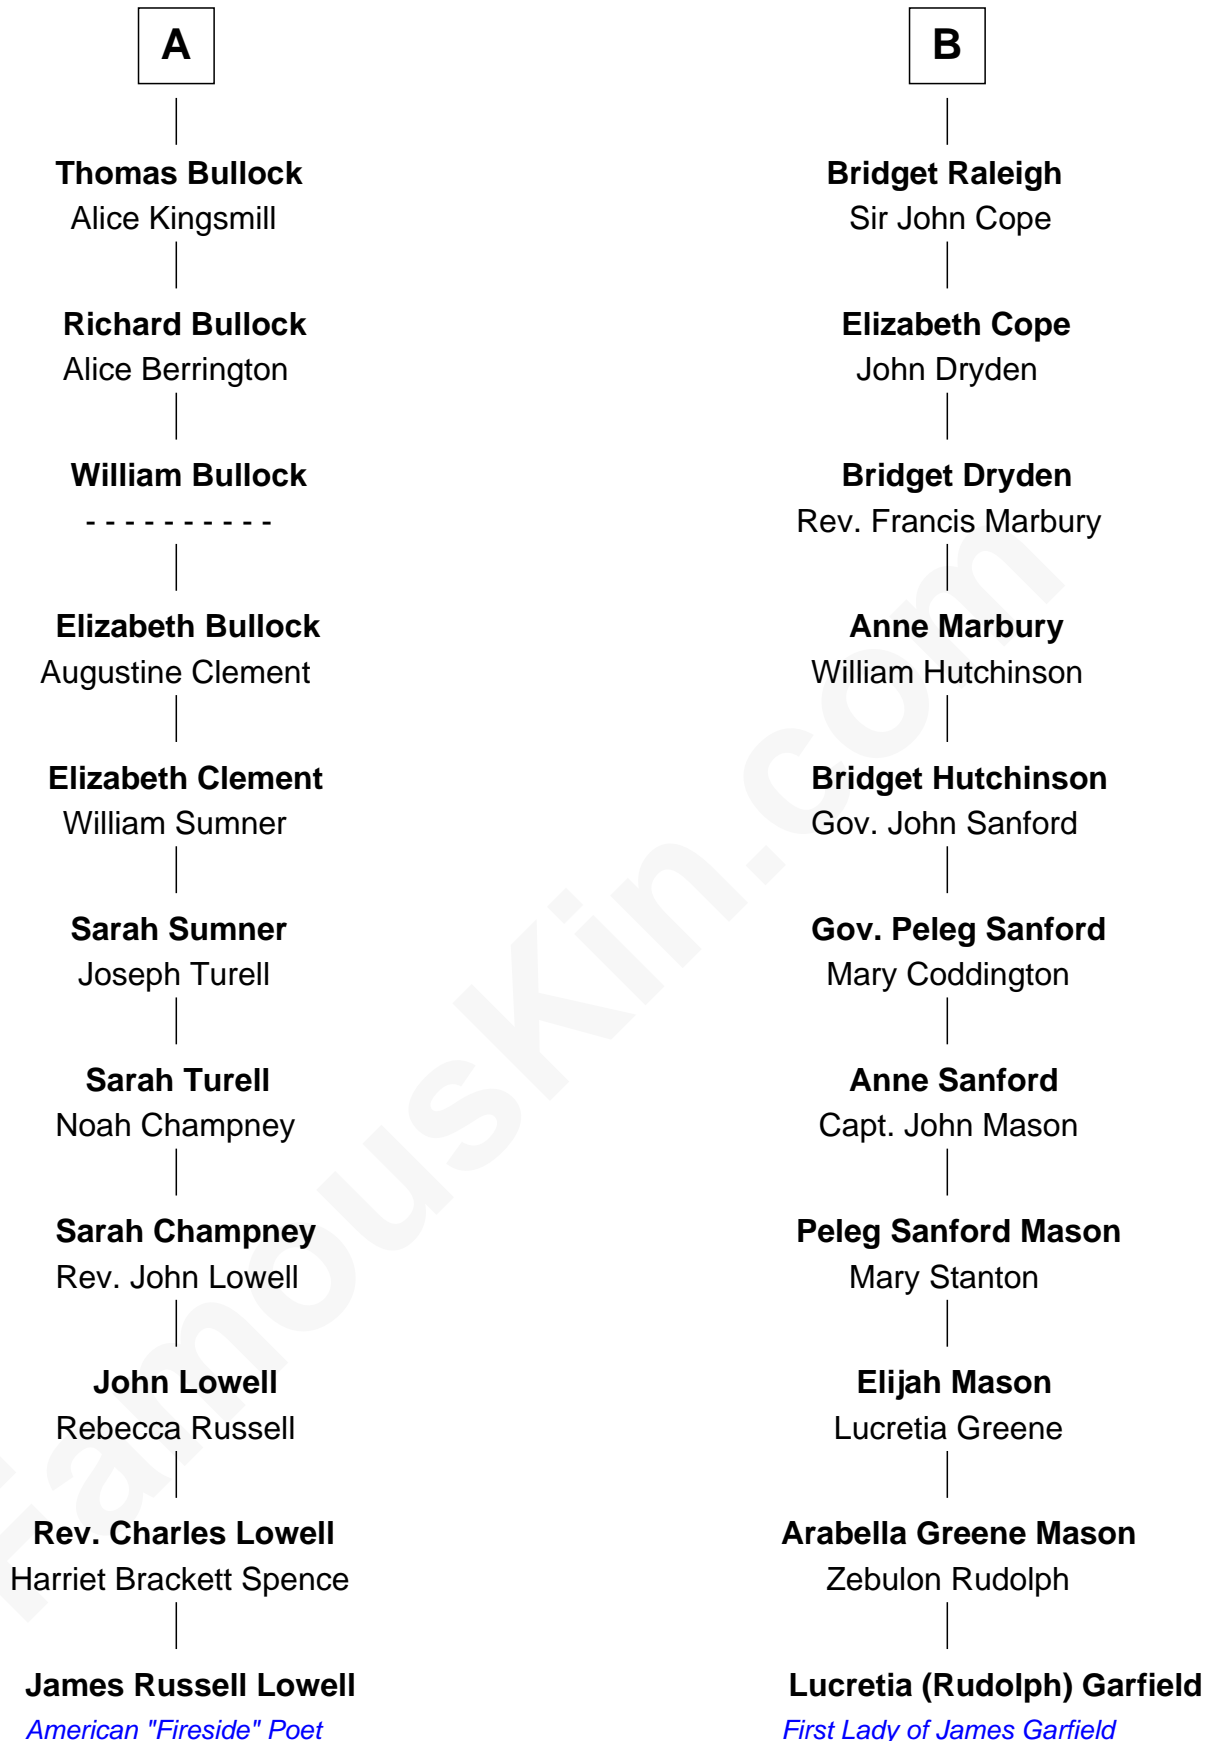 A
Thomas Bullock
Alice Kingsmill
Richard Bullock
Alice Berrington
William Bullock
- - - - - - - - - -
Elizabeth Bullock
Augustine Clement
Elizabeth Clement
William Sumner
Sarah Sumner
Joseph Turell
Sarah Turell
Noah Champney
Sarah Champney
Rev. John Lowell
John Lowell
Rebecca Russell
Rev. Charles Lowell
Harriet Brackett Spence
James Russell Lowell
American "Fireside" Poet
B
Bridget Raleigh
Sir John Cope
Elizabeth Cope
John Dryden
Bridget Dryden
Rev. Francis Marbury
Anne Marbury
William Hutchinson
Bridget Hutchinson
Gov. John Sanford
Gov. Peleg Sanford
Mary Coddington
Anne Sanford
Capt. John Mason
Peleg Sanford Mason
Mary Stanton
Elijah Mason
Lucretia Greene
Arabella Greene Mason
Zebulon Rudolph
Lucretia (Rudolph) Garfield
First Lady of James Garfield
FamousKin.com